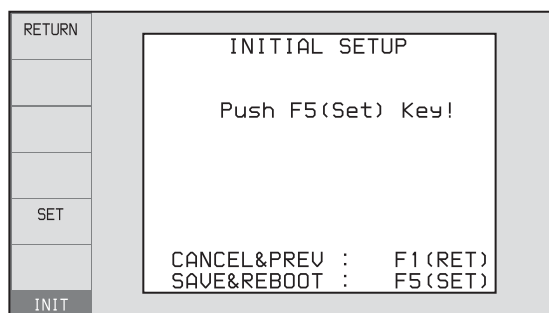 RETURN
SET
INIT
INITIAL SETUP
Push F5(Set) Key!
CANCEL&PREV : F1(RET)
SAVE&REBOOT : F5(SET)